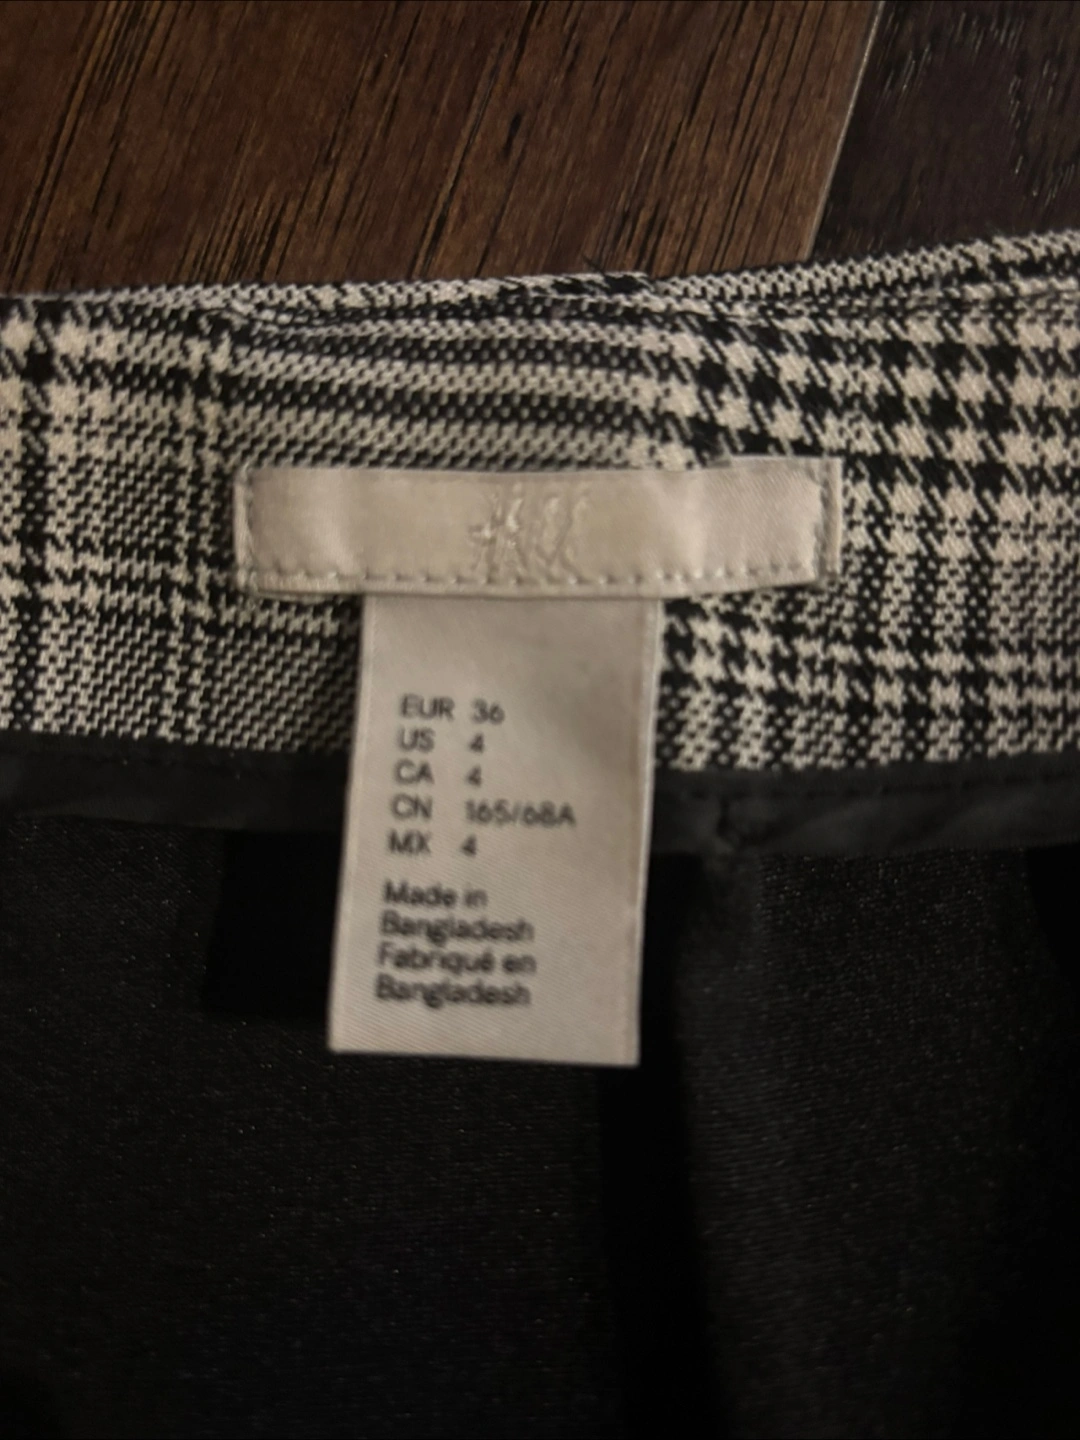 H&M
EUR 36
US 4
CA 4
CN 165/68A
MX 4
Made in
Bangladesh
Fabriqué en
Bangladesh